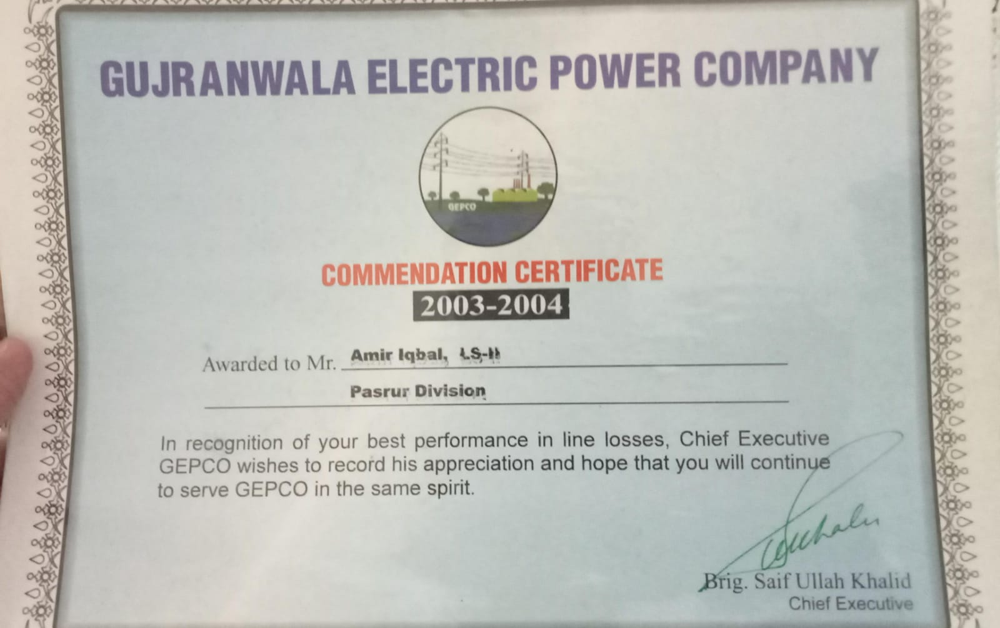 GUJRANWALA ELECTRIC POWER COMPANY
GEPCO
COMMENDATION CERTIFICATE
2003-2004
Awarded to Mr. Amir Iqbal, LS-II
Pasrur Division
In recognition of your best performance in line losses, Chief Executive
GEPCO wishes to record his appreciation and hope that you will continue
to serve GEPCO in the same spirit.
Brig. Saif Ullah Khalid
Chief Executive